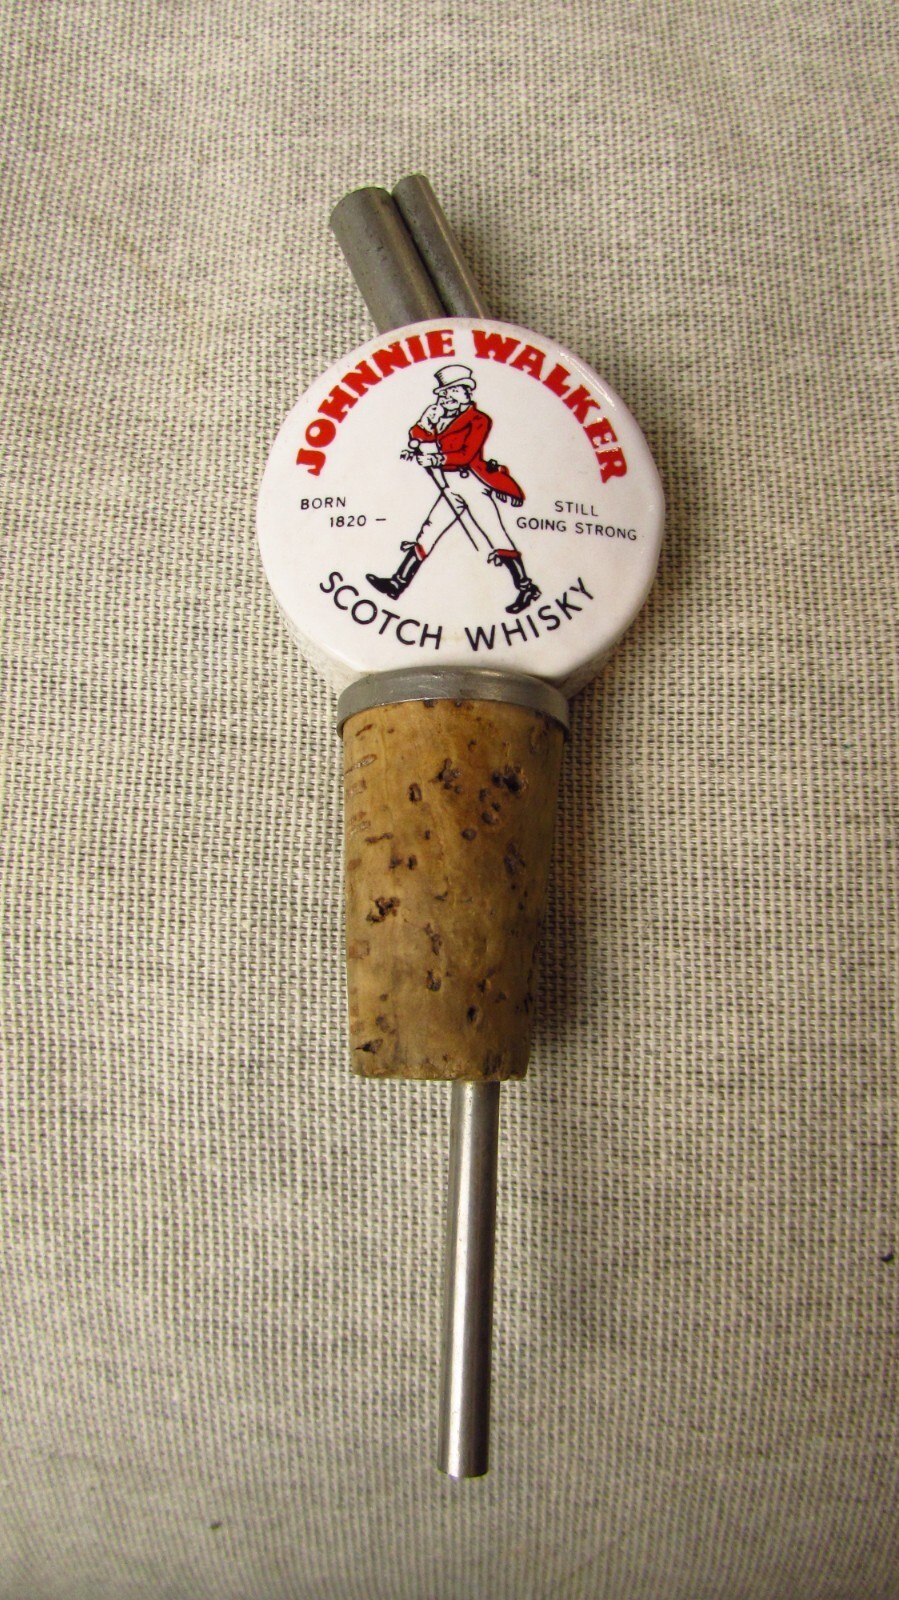 JOHNNIE WALKER
BORN
1820 –
STILL
GOING STRONG
SCOTCH WHISKY